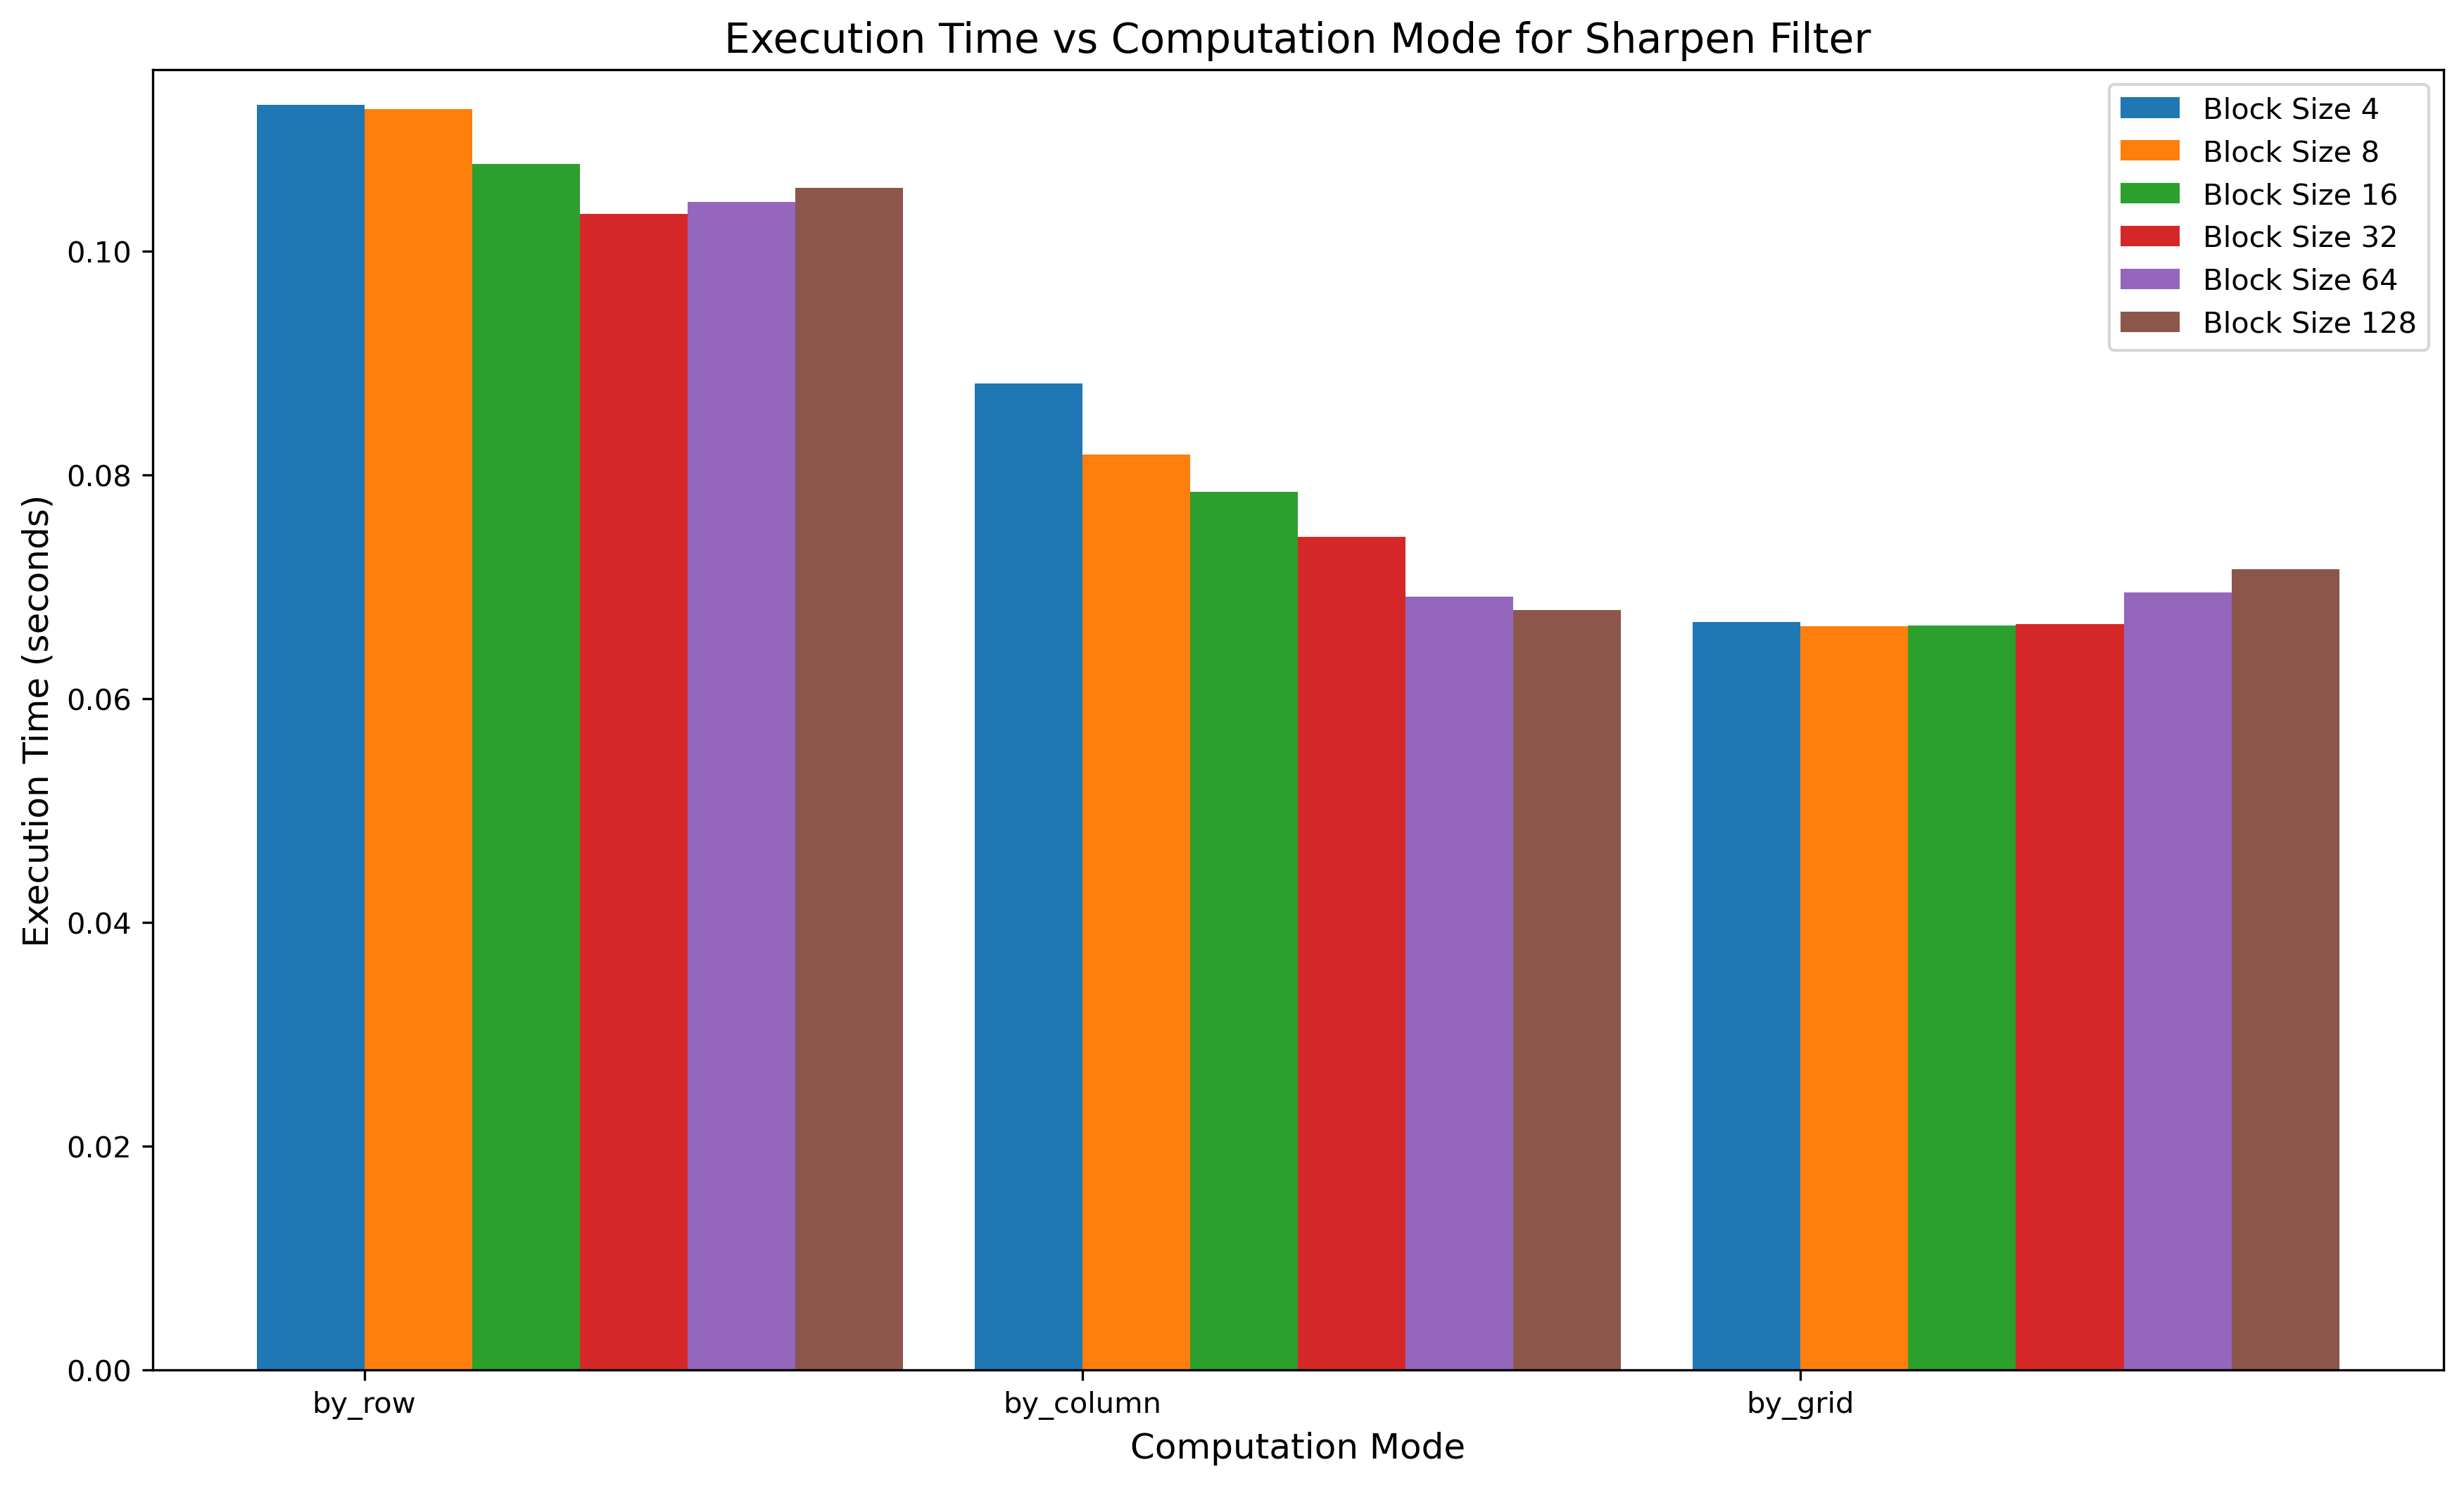 Execution Time vs Computation Mode for Sharpen Filter
Block Size 4
Block Size 8
Block Size 16
Block Size 32
Block Size 64
Block Size 128
Execution Time (seconds)
0.10
0.08
0.06
0.04
0.02
0.00
by_row by_column by_grid
Computation Mode